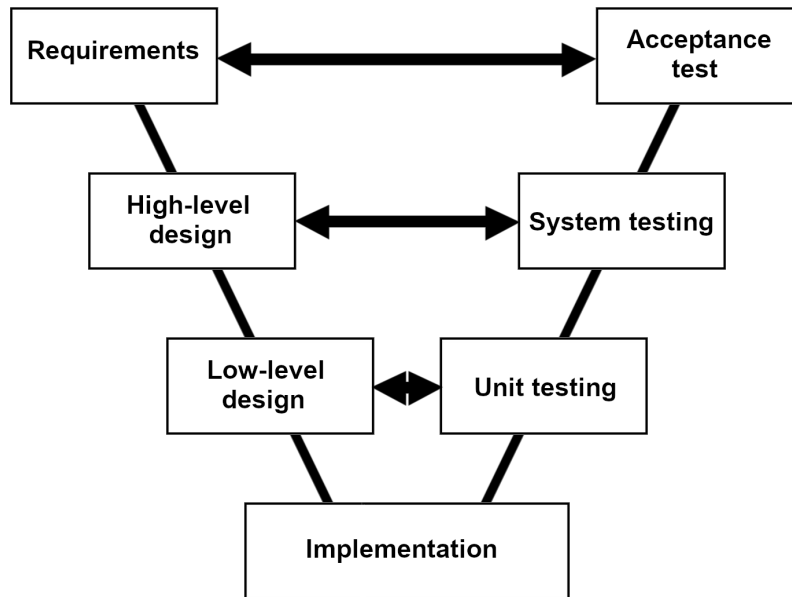 Requirements
Acceptance
test
High-level
design
System testing
Low-level
design
Unit testing
Implementation